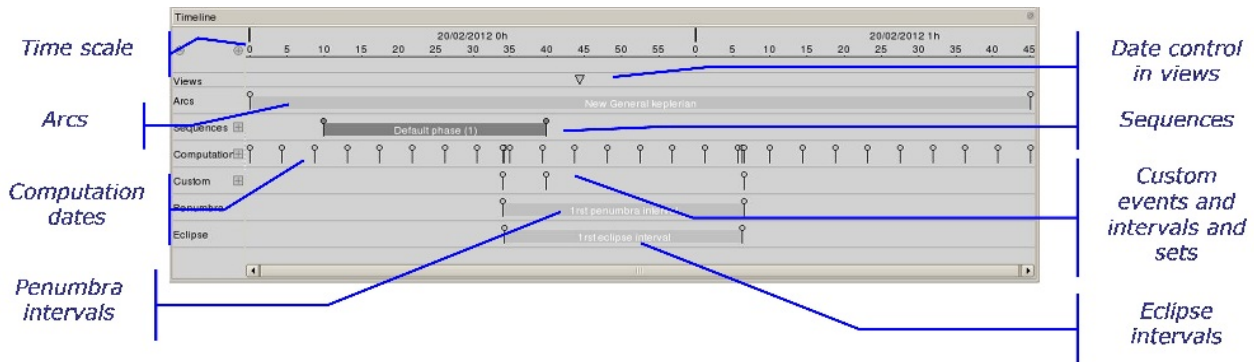 Timeline
20/02/2012 0h 20/02/2012 1h
0 5 10 15 20 25 30 35 40 45 50 55 0 5 10 15 20 25 30 35 40 45
Views
Arcs New General keplerian
Sequences Default phase (1)
Computation
Custom
Penumbra 1rst penumbra interval
Eclipse 1rst eclipse interval
Time scale
Arcs
Computation
dates
Penumbra
intervals
Date control
in views
Sequences
Custom
events and
intervals and
sets
Eclipse
intervals